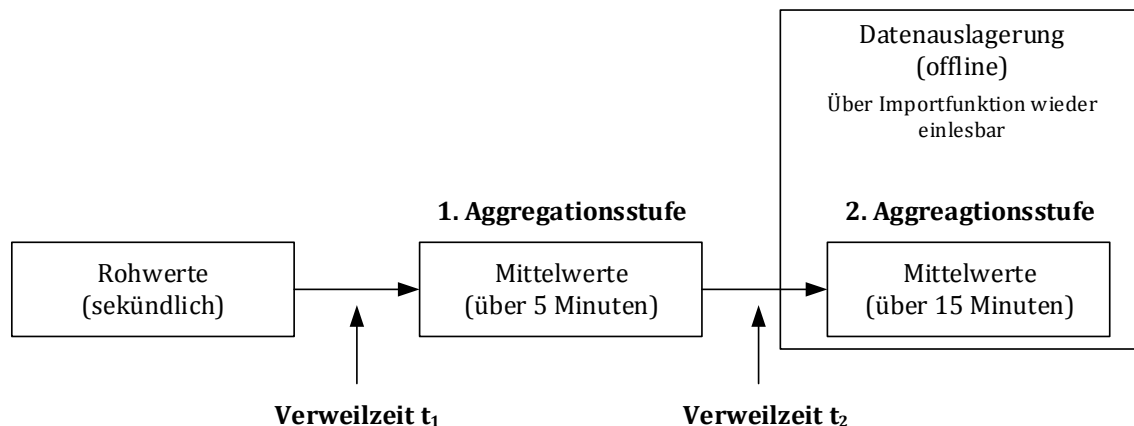 Datenauslagerung
(offline)
Über Importfunktion wieder
einlesbar
1. Aggregationsstufe
2. Aggreagtionsstufe
Rohwerte
(sekündlich)
Mittelwerte
(über 5 Minuten)
Mittelwerte
(über 15 Minuten)
Verweilzeit t₁
Verweilzeit t₂